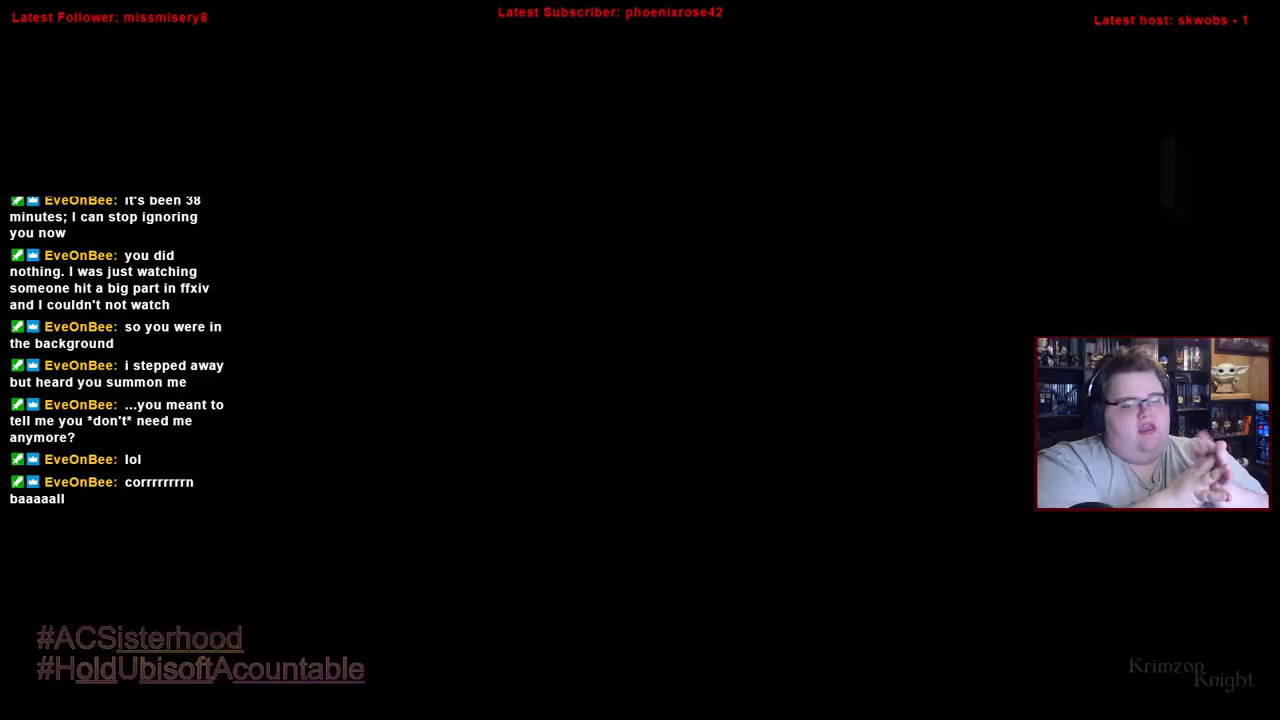 Latest Follower: missmisery8
Latest Subscriber: phoenixrose42
Latest host: skwobs - 1
EveOnBee: it's been 38
minutes; I can stop ignoring
you now
EveOnBee: you did
nothing. I was just watching
someone hit a big part in ffxiv
and I couldn't not watch
EveOnBee: so you were in
the background
EveOnBee: i stepped away
but heard you summon me
EveOnBee: ...you meant to
tell me you *don't* need me
anymore?
EveOnBee: lol
EveOnBee: corrrrrrrrn
baaaaall
#ACSisterhood
#HoldUbisoftAcountable
Krimzon
Knight